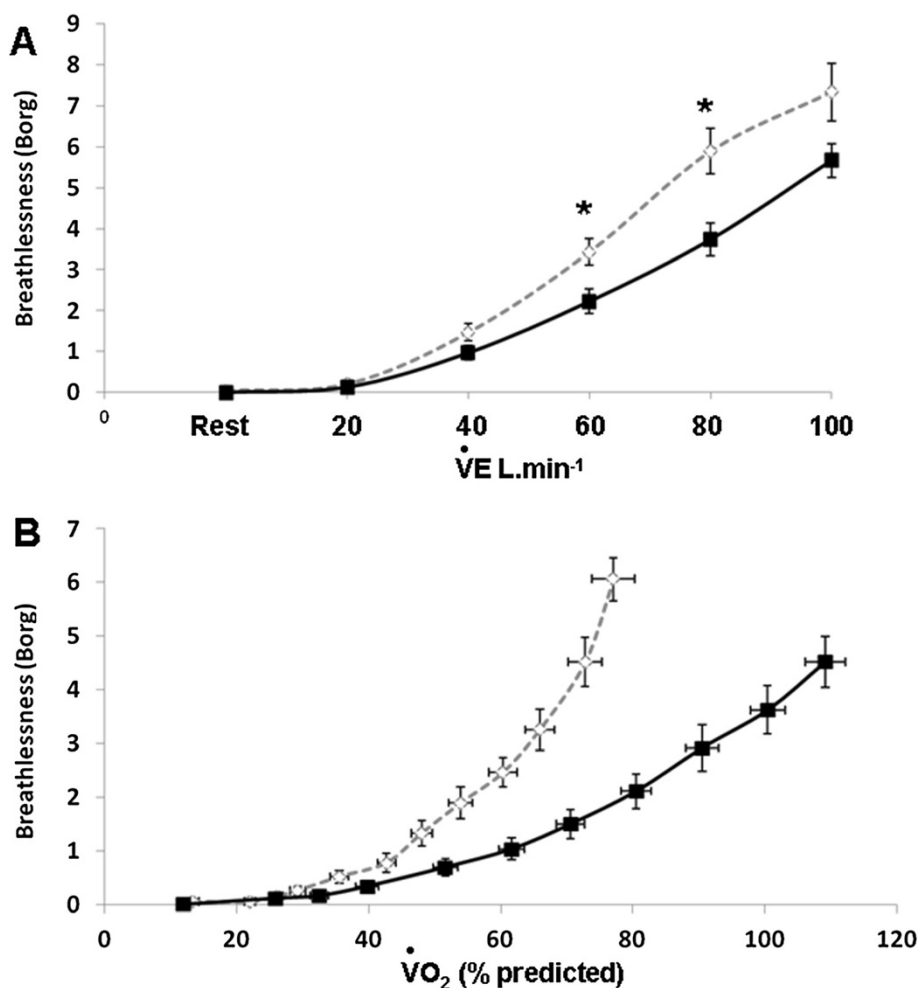 A
Breathlessness (Borg)
9
8
7
6
5
4
3
2
1
0
*
*
0 Rest 20 40 60 80 100
V̇E L.min⁻¹
B
Breathlessness (Borg)
7
6
5
4
3
2
1
0
0 20 40 60 80 100 120
V̇O₂ (% predicted)